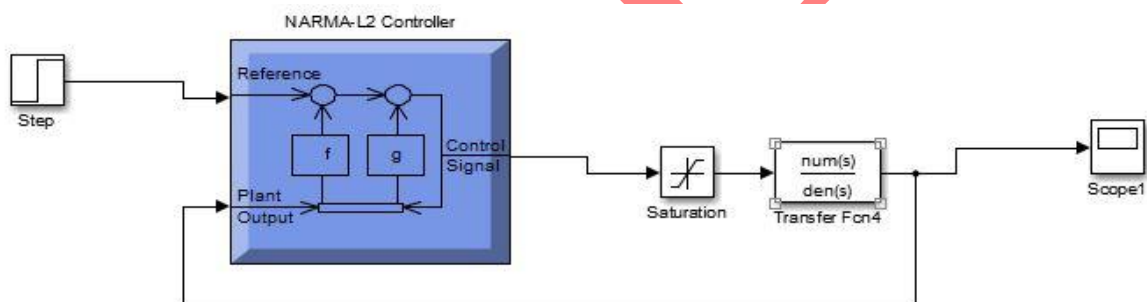 NARMA-L2 Controller
Step
Reference
f
g
Control
Signal
Plant
Output
Saturation
num(s)
den(s)
Transfer Fcn4
Scope1